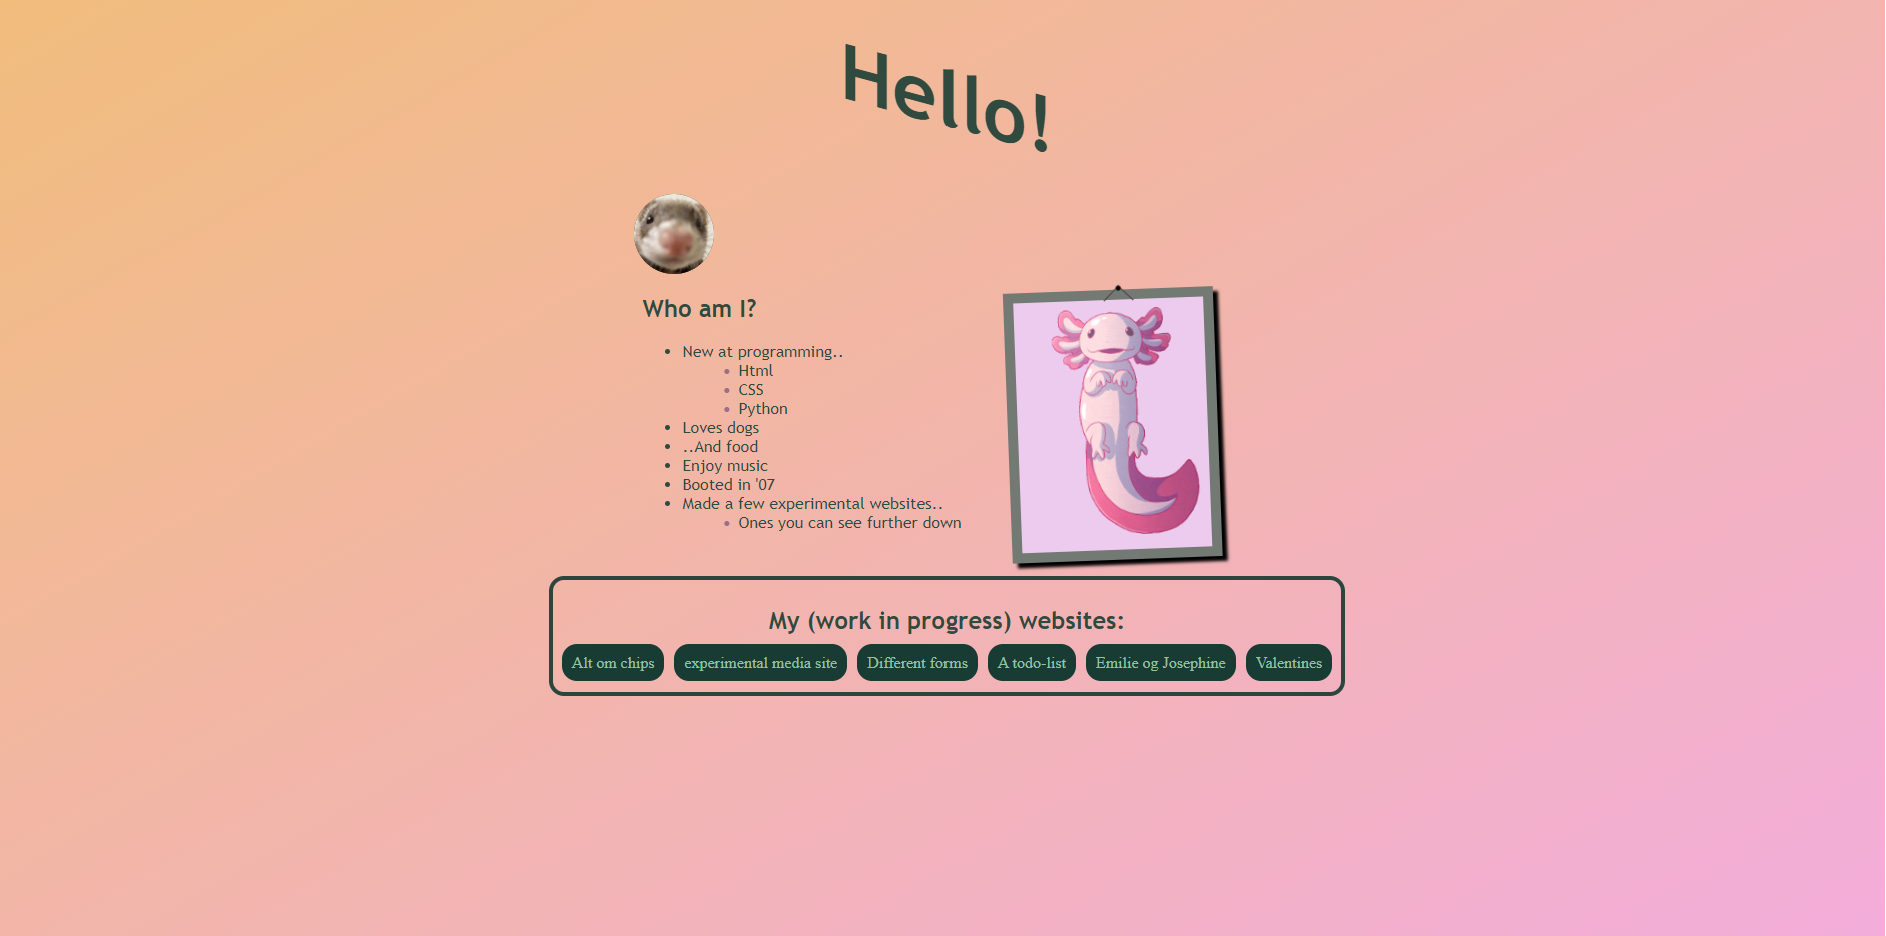 Hello!
Who am I?
New at programming..
Html
CSS
Python
Loves dogs
..And food
Enjoy music
Booted in '07
Made a few experimental websites..
Ones you can see further down
My (work in progress) websites:
Alt om chips experimental media site Different forms A todo-list Emilie og Josephine Valentines